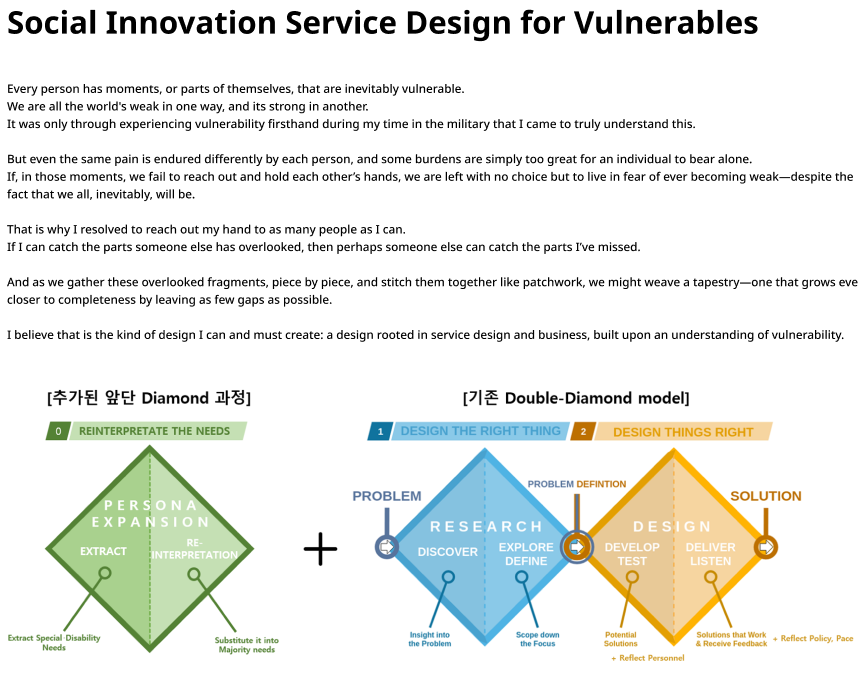 Social Innovation Service Design for Vulnerables
Every person has moments, or parts of themselves, that are inevitably vulnerable.
We are all the world's weak in one way, and its strong in another.
It was only through experiencing vulnerability firsthand during my time in the military that I came to truly understand this.
But even the same pain is endured differently by each person, and some burdens are simply too great for an individual to bear alone.
If, in those moments, we fail to reach out and hold each other's hands, we are left with no choice but to live in fear of ever becoming weak—despite the
fact that we all, inevitably, will be.
That is why I resolved to reach out my hand to as many people as I can.
If I can catch the parts someone else has overlooked, then perhaps someone else can catch the parts I've missed.
And as we gather these overlooked fragments, piece by piece, and stitch them together like patchwork, we might weave a tapestry—one that grows eve
closer to completeness by leaving as few gaps as possible.
I believe that is the kind of design I can and must create: a design rooted in service design and business, built upon an understanding of vulnerability.
[추가된 앞단 Diamond 과정]
0 REINTERPRETATE THE NEEDS
PERSONA
EXPANSION
EXTRACT
RE-
INTERPRETATION
Extract Special Disability
Needs
Substitute it into
Majority needs
+
[기존 Double-Diamond model]
1 DESIGN THE RIGHT THING
2 DESIGN THINGS RIGHT
PROBLEM
PROBLEM DEFINTION
SOLUTION
RESEARCH
DISCOVER
EXPLORE
DEFINE
DESIGN
DEVELOP
TEST
DELIVER
LISTEN
Insight into
the Problem
Scope down
the Focus
Potential
Solutions
+ Reflect Personnel
Solutions that Work
& Receive Feedback
+ Reflect Policy, Pace